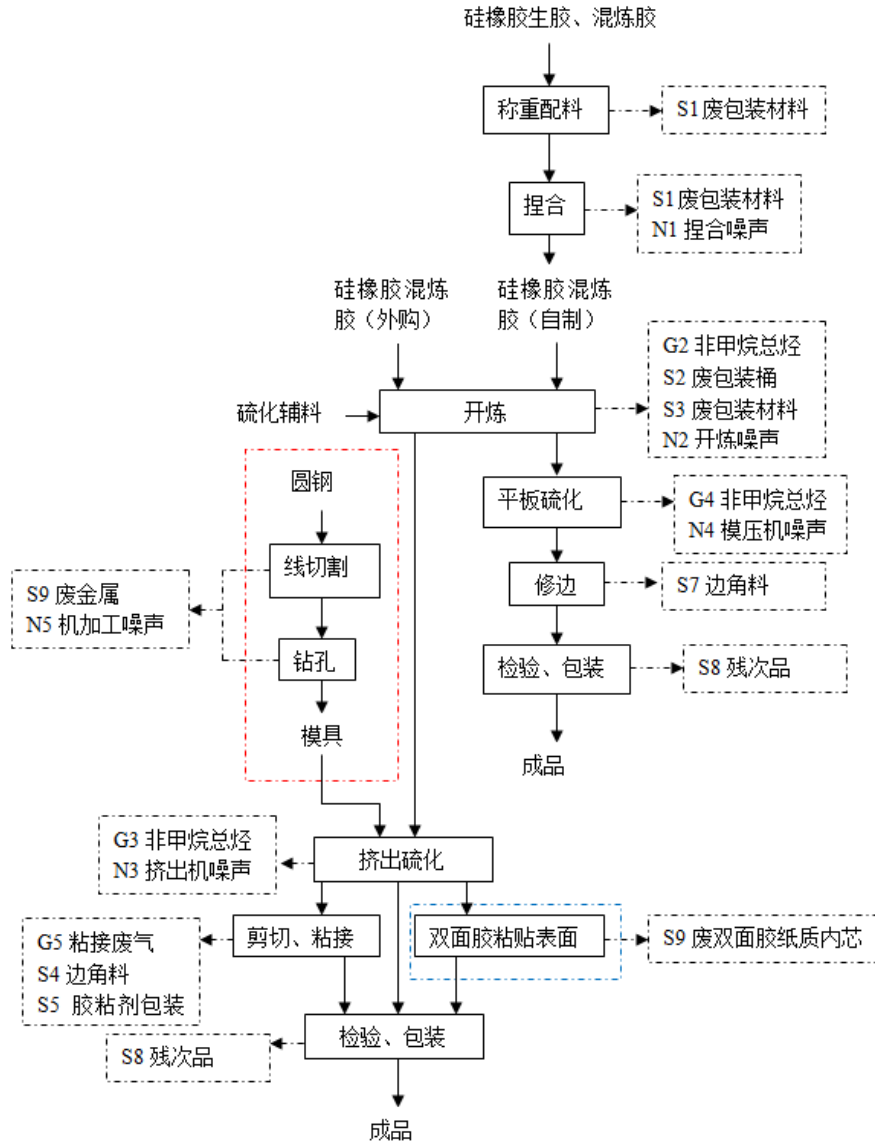 硅橡胶生胶、混炼胶
称重配料
S1废包装材料
捏合
S1废包装材料
N1 捏合噪声
硅橡胶混炼
胶（外购）
硅橡胶混炼
胶（自制）
G2 非甲烷总烃
S2 废包装桶
S3 废包装材料
N2 开炼噪声
硫化辅料
开炼
圆钢
平板硫化
G4 非甲烷总烃
N4 模压机噪声
线切割
S9 废金属
N5 机加工噪声
修边
S7 边角料
钻孔
检验、包装
S8 残次品
模具
成品
G3 非甲烷总烃
N3 挤出机噪声
挤出硫化
G5 粘接废气
S4 边角料
S5 胶粘剂包装
剪切、粘接
双面胶粘贴表面
S9 废双面胶纸质内芯
S8 残次品
检验、包装
成品